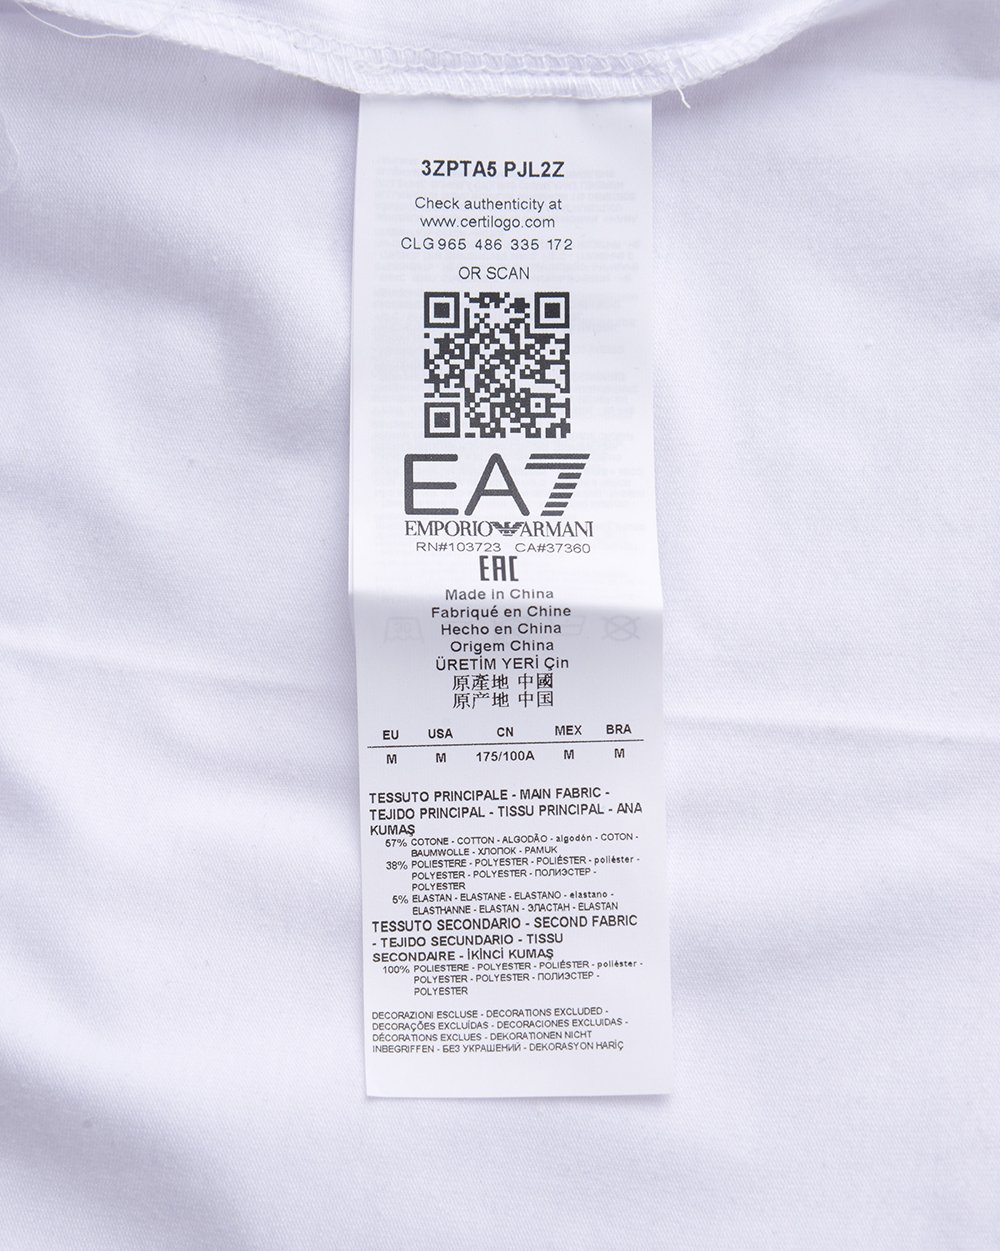 3ZPTA5 PJL2Z
Check authenticity at
www.certilogo.com
CLG 965 486 335 172
OR SCAN
EA7
EMPORIO ARMANI
RN#103723 CA#37360
EAC
Made in China
Fabriqué en Chine
Hecho en China
Origem China
ÜRETİM YERİ Çin
原產地 中國
原产地 中国
EU USA CN MEX BRA
M M 175/100A M M
TESSUTO PRINCIPALE - MAIN FABRIC -
TEJIDO PRINCIPAL - TISSU PRINCIPAL - ANA
KUMAŞ
57% COTONE - COTTON - ALGODÃO - algodón - COTON -
BAUMWOLLE - ХЛОПОК - PAMUK
38% POLIESTERE - POLYESTER - POLIÉSTER - poliéster -
POLYESTER - POLYESTER - ПОЛИЭСТЕР -
POLYESTER
5% ELASTAN - ELASTANE - ELASTANO - elastano -
ELASTHANNE - ELASTAN - ЭЛАСТАН - ELASTAN
TESSUTO SECONDARIO - SECOND FABRIC
- TEJIDO SECUNDARIO - TISSU
SECONDAIRE - İKİNCİ KUMAŞ
100% POLIESTERE - POLYESTER - POLIÉSTER - poliéster -
POLYESTER - POLYESTER - ПОЛИЭСТЕР -
POLYESTER
DECORAZIONI ESCLUSE - DECORATIONS EXCLUDED -
DECORAÇÕES EXCLUÍDAS - DECORACIONES EXCLUIDAS -
DÉCORATIONS EXCLUES - DEKORATIONEN NICHT
INBEGRIFFEN - БЕЗ УКРАШЕНИЙ - DEKORASYON HARİÇ